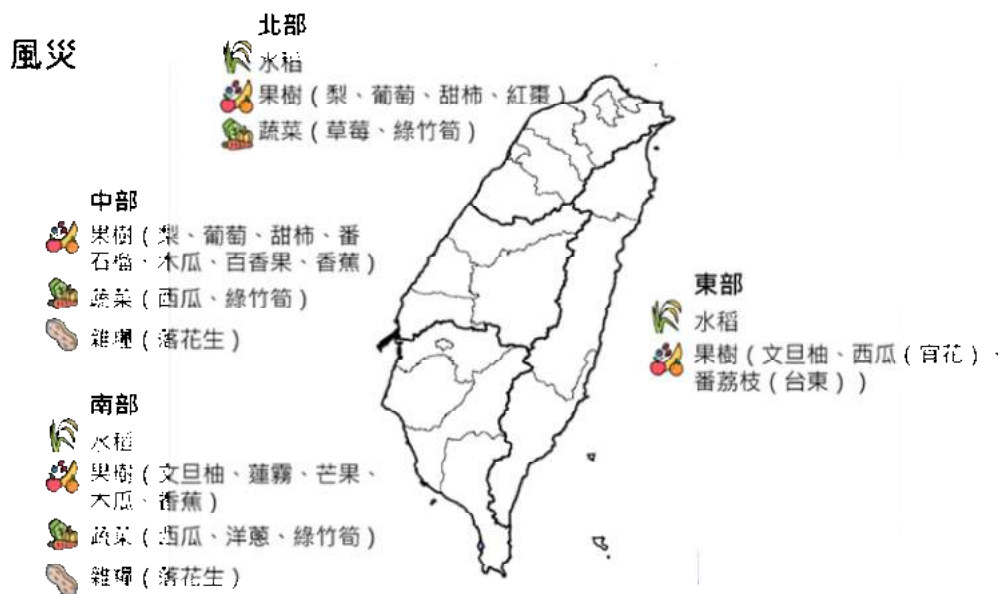 風災
北部
水稻
果樹（梨、葡萄、甜柿、紅棗）
蔬菜（草莓、綠竹筍）
中部
果樹（梨、葡萄、甜柿、番
石榴、木瓜、百香果、香蕉）
蔬菜（西瓜、綠竹筍）
雜糧（落花生）
南部
水稻
果樹（文旦柚、蓮霧、芒果、
木瓜、香蕉）
蔬菜（西瓜、洋蔥、綠竹筍）
雜糧（落花生）
東部
水稻
果樹（文旦柚、西瓜（宜花）、
番荔枝（台東））